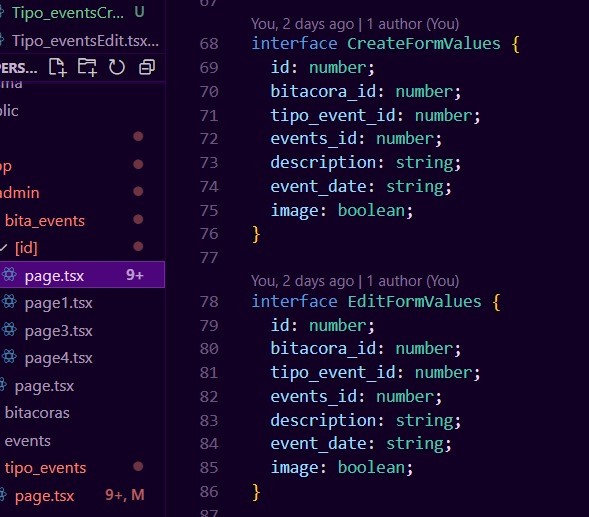 Tipo_eventsCr... U
Tipo_eventsEdit.tsx...
PERS...
ma
blic
pp
admin
bita_events
[id]
page.tsx 9+
page1.tsx
page3.tsx
page4.tsx
page.tsx
bitacoras
events
tipo_events
page.tsx 9+, M
67
You, 2 days ago | 1 author (You)
68 interface CreateFormValues {
69 id: number;
70 bitacora_id: number;
71 tipo_event_id: number;
72 events_id: number;
73 description: string;
74 event_date: string;
75 image: boolean;
76 }
77
You, 2 days ago | 1 author (You)
78 interface EditFormValues {
79 id: number;
80 bitacora_id: number;
81 tipo_event_id: number;
82 events_id: number;
83 description: string;
84 event_date: string;
85 image: boolean;
86 }
87